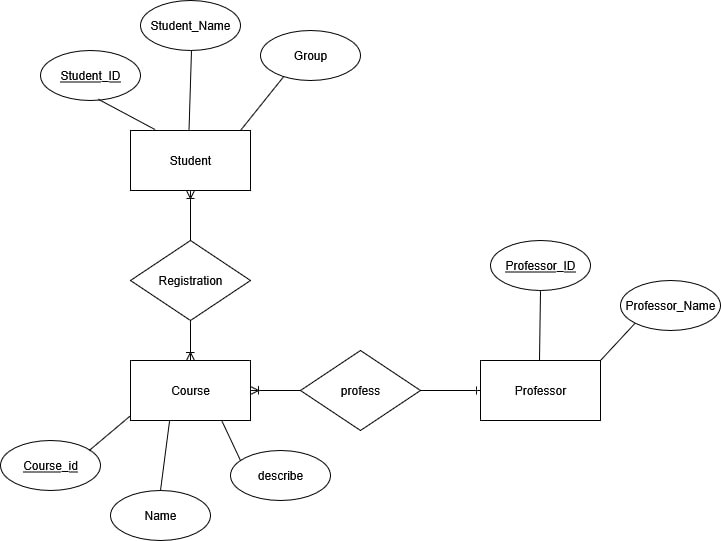 Student_Name
Student_ID
Group
Student
Registration
Professor_ID
Professor_Name
Course
profess
Professor
Course_id
describe
Name